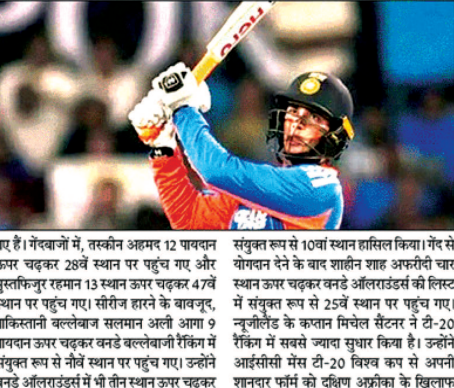 HERO
ए हैं। गेंदबाजों में, तस्कीन अहमद 12 पायदान
ऊपर चढ़कर 28वें स्थान पर पहुंच गए और
मुस्तफिजुर रहमान 13 स्थान ऊपर चढ़कर 47वें
स्थान पर पहुंच गए। सीरीज हारने के बावजूद,
पाकिस्तानी बल्लेबाज सलमान अली आगा 9
पायदान ऊपर चढ़कर वनडे बल्लेबाजी रैंकिंग में
संयुक्त रूप से नौवें स्थान पर पहुंच गए। उन्होंने
वनडे ऑलराउंडर्स में भी तीन स्थान ऊपर चढ़कर
संयुक्त रूप से 10वां स्थान हासिल किया। गेंद से
योगदान देने के बाद शाहीन शाह अफरीदी चार
स्थान ऊपर चढ़कर वनडे ऑलराउंडर्स की लिस्ट
में संयुक्त रूप से 25वें स्थान पर पहुंच गए।
न्यूजीलैंड के कप्तान मिचेल सैंटनर ने टी-20
रैंकिंग में सबसे ज्यादा सुधार किया है। उन्होंने
आईसीसी मेंस टी-20 विश्व कप से अपनी
शानदार फॉर्म को दक्षिण अफ्रीका के खिलाफ